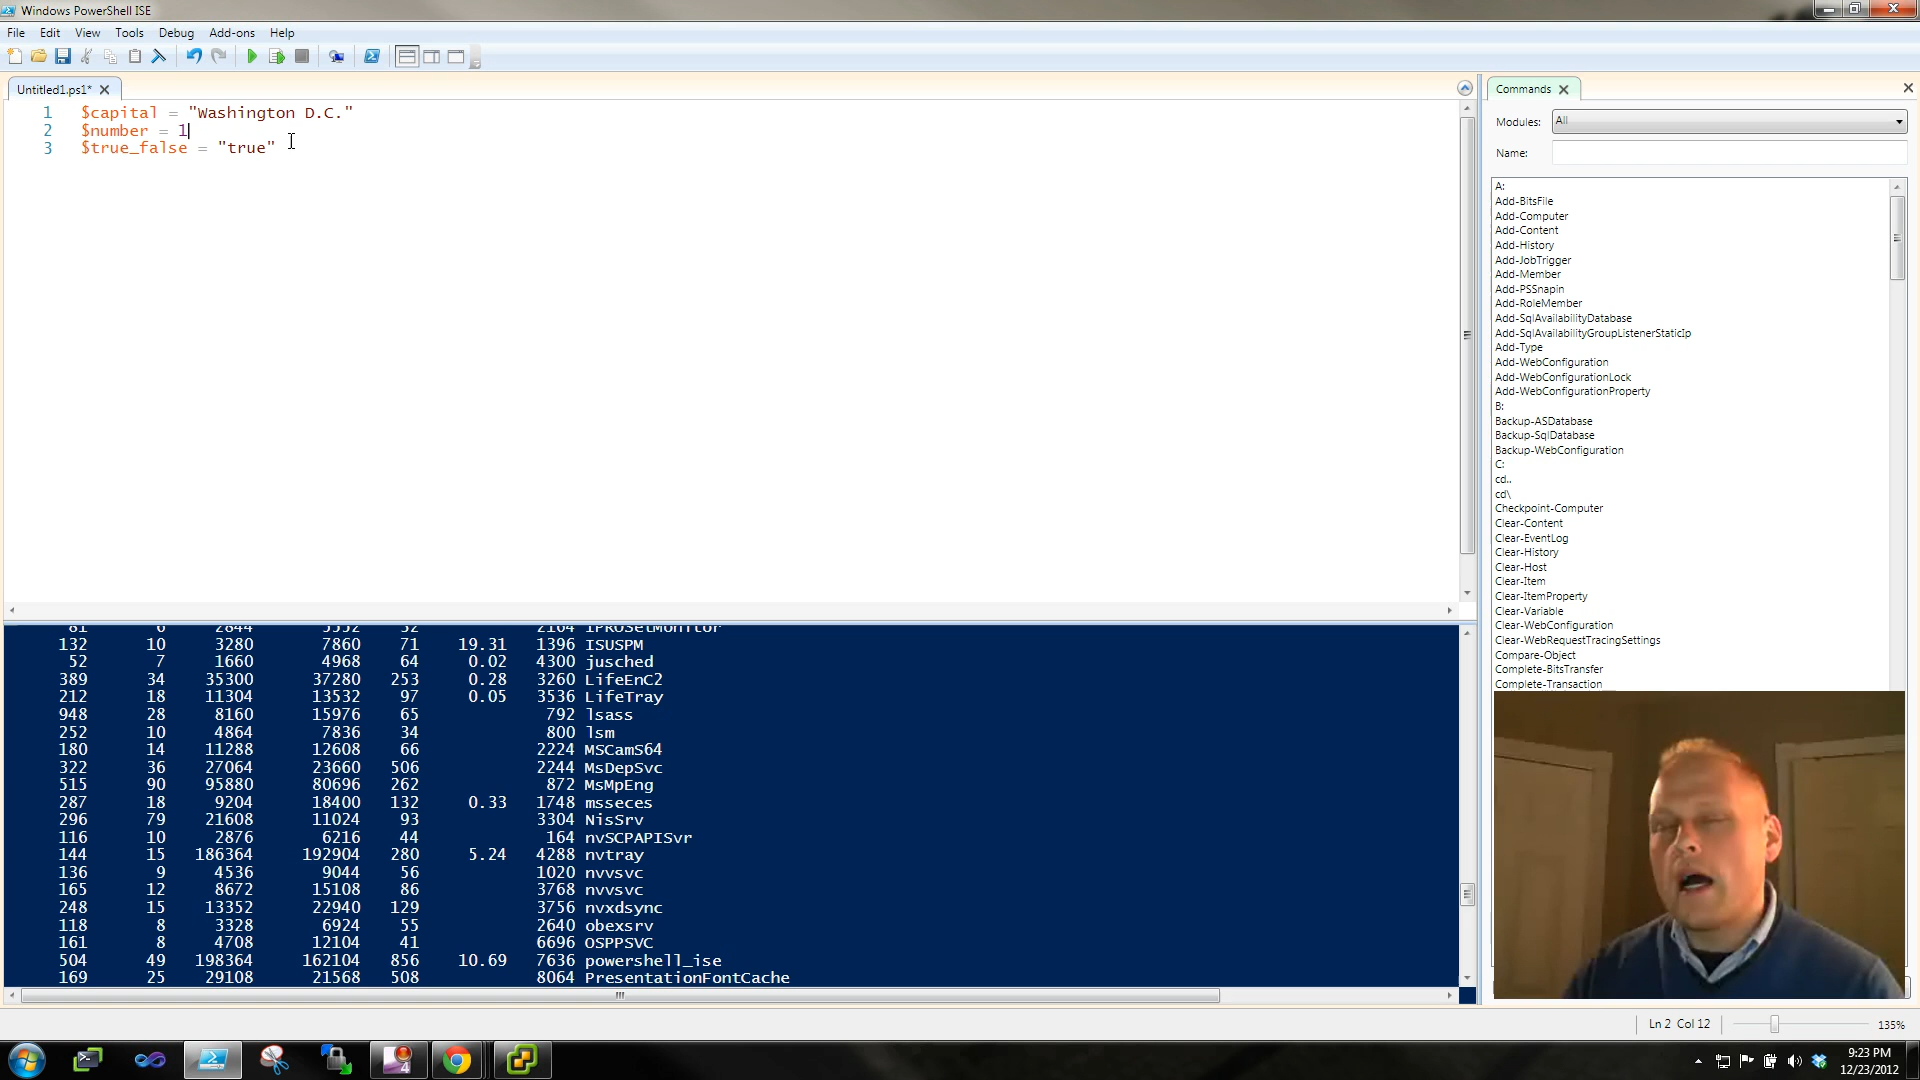 Windows PowerShell ISE
File Edit View Tools Debug Add-ons Help
Untitled1.ps1*
1 $capital = "Washington D.C."
2 $number = 1
3 $true_false = "true"
Commands
Modules: All
Name:
A:
Add-BitsFile
Add-Computer
Add-Content
Add-History
Add-JobTrigger
Add-Member
Add-PSSnapin
Add-RoleMember
Add-SqlAvailabilityDatabase
Add-SqlAvailabilityGroupListenerStaticIp
Add-Type
Add-WebConfiguration
Add-WebConfigurationLock
Add-WebConfigurationProperty
B:
Backup-ASDatabase
Backup-SqlDatabase
Backup-WebConfiguration
C:
cd..
cd\
Checkpoint-Computer
Clear-Content
Clear-EventLog
Clear-History
Clear-Host
Clear-Item
Clear-ItemProperty
Clear-Variable
Clear-WebConfiguration
Clear-WebRequestTracingSettings
Compare-Object
Complete-BitsTransfer
Complete-Transaction
81 6 2844 5552 52 2164 iPROSetMonitor
132 10 3280 7860 71 19.31 1396 ISUSPM
52 7 1660 4968 64 0.02 4300 jusched
389 34 35300 37280 253 0.28 3260 LifeEnC2
212 18 11304 13532 97 0.05 3536 LifeTray
948 28 8160 15976 65 792 lsass
252 10 4864 7836 34 800 lsm
180 14 11288 12608 66 2224 MSCamS64
322 36 27064 23660 506 2244 MsDepSvc
515 90 95880 80696 262 872 MsMpEng
287 18 9204 18400 132 0.33 1748 msseces
296 79 21608 11024 93 3304 NisSrv
116 10 2876 6216 44 164 nvSCPAPISvr
144 15 186364 192904 280 5.24 4288 nvtray
136 9 4536 9044 56 1020 nvvsvc
165 12 8672 15108 86 3768 nvvsvc
248 15 13352 22940 129 3756 nvxdsync
118 8 3328 6924 55 2640 obexsrv
161 8 4708 12104 41 6696 OSPPSVC
504 49 198364 162104 856 10.69 7636 powershell_ise
169 25 29108 21568 508 8064 PresentationFontCache
Ln 2 Col 12
135%
4
9:23 PM
12/23/2012